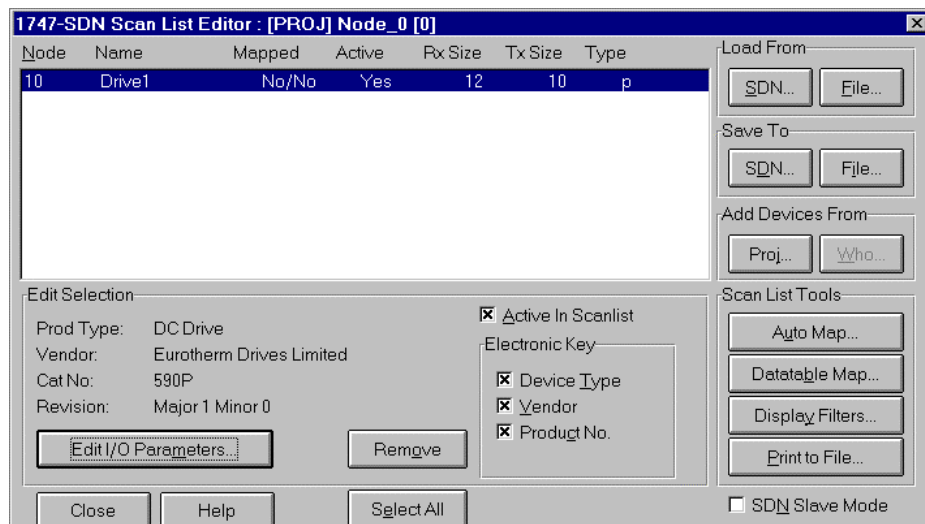 1747-SDN Scan List Editor : [PROJ] Node_0 [0]
Node Name Mapped Active Rx Size Tx Size Type
10 Drive1 No/No Yes 12 10 p
Load From
SDN... File...
Save To
SDN... File...
Add Devices From
Proj... Who...
Edit Selection
Prod Type: DC Drive
Vendor: Eurotherm Drives Limited
Cat No: 590P
Revision: Major 1 Minor 0
Edit I/O Parameters... Remove
Active In Scanlist
Electronic Key
Device Type
Vendor
Product No.
Scan List Tools
Auto Map...
Datatable Map...
Display Filters...
Print to File...
Close Help Select All
SDN Slave Mode